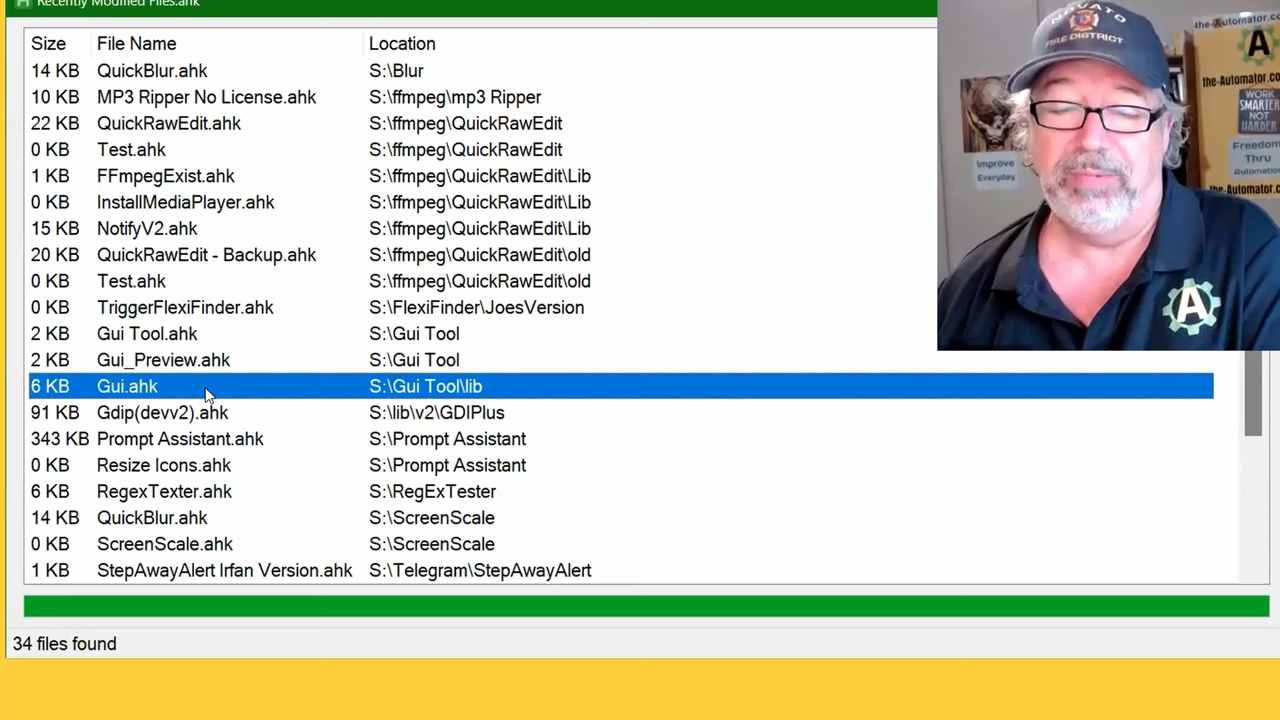 Recently Modified Files.ahk
Size File Name Location
14 KB QuickBlur.ahk S:\Blur
10 KB MP3 Ripper No License.ahk S:\ffmpeg\mp3 Ripper
22 KB QuickRawEdit.ahk S:\ffmpeg\QuickRawEdit
0 KB Test.ahk S:\ffmpeg\QuickRawEdit
1 KB FFmpegExist.ahk S:\ffmpeg\QuickRawEdit\Lib
0 KB InstallMediaPlayer.ahk S:\ffmpeg\QuickRawEdit\Lib
15 KB NotifyV2.ahk S:\ffmpeg\QuickRawEdit\Lib
20 KB QuickRawEdit - Backup.ahk S:\ffmpeg\QuickRawEdit\old
0 KB Test.ahk S:\ffmpeg\QuickRawEdit\old
0 KB TriggerFlexiFinder.ahk S:\FlexiFinder\JoesVersion
2 KB Gui Tool.ahk S:\Gui Tool
2 KB Gui_Preview.ahk S:\Gui Tool
6 KB Gui.ahk S:\Gui Tool\lib
91 KB Gdip(devv2).ahk S:\lib\v2\GDIPlus
343 KB Prompt Assistant.ahk S:\Prompt Assistant
0 KB Resize Icons.ahk S:\Prompt Assistant
6 KB RegexTexter.ahk S:\RegExTester
14 KB QuickBlur.ahk S:\ScreenScale
0 KB ScreenScale.ahk S:\ScreenScale
1 KB StepAwayAlert Irfan Version.ahk S:\Telegram\StepAwayAlert
34 files found
NOVATO
FIRE DISTRICT
the-Automator.co
A
the-Automator.com
WORK
SMARTER
NOT
HARDER
Improve
Everyday
Freedom
Thru
Automation
the-Automator.co
A